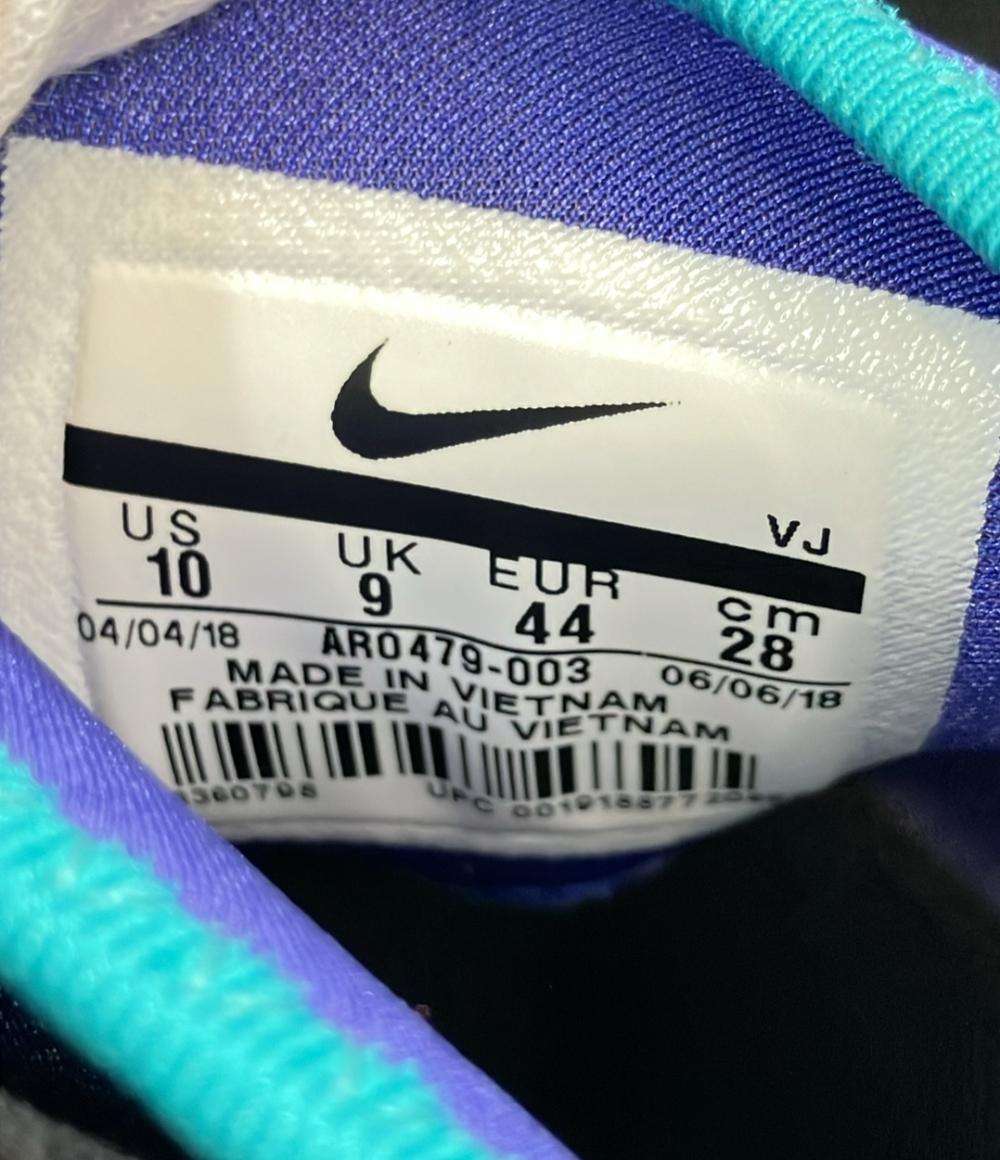 VJ
US UK EUR cm
10 9 44 28
04/04/18 AR0479-003 06/06/18
MADE IN VIETNAM
FABRIQUE AU VIETNAM
UPC